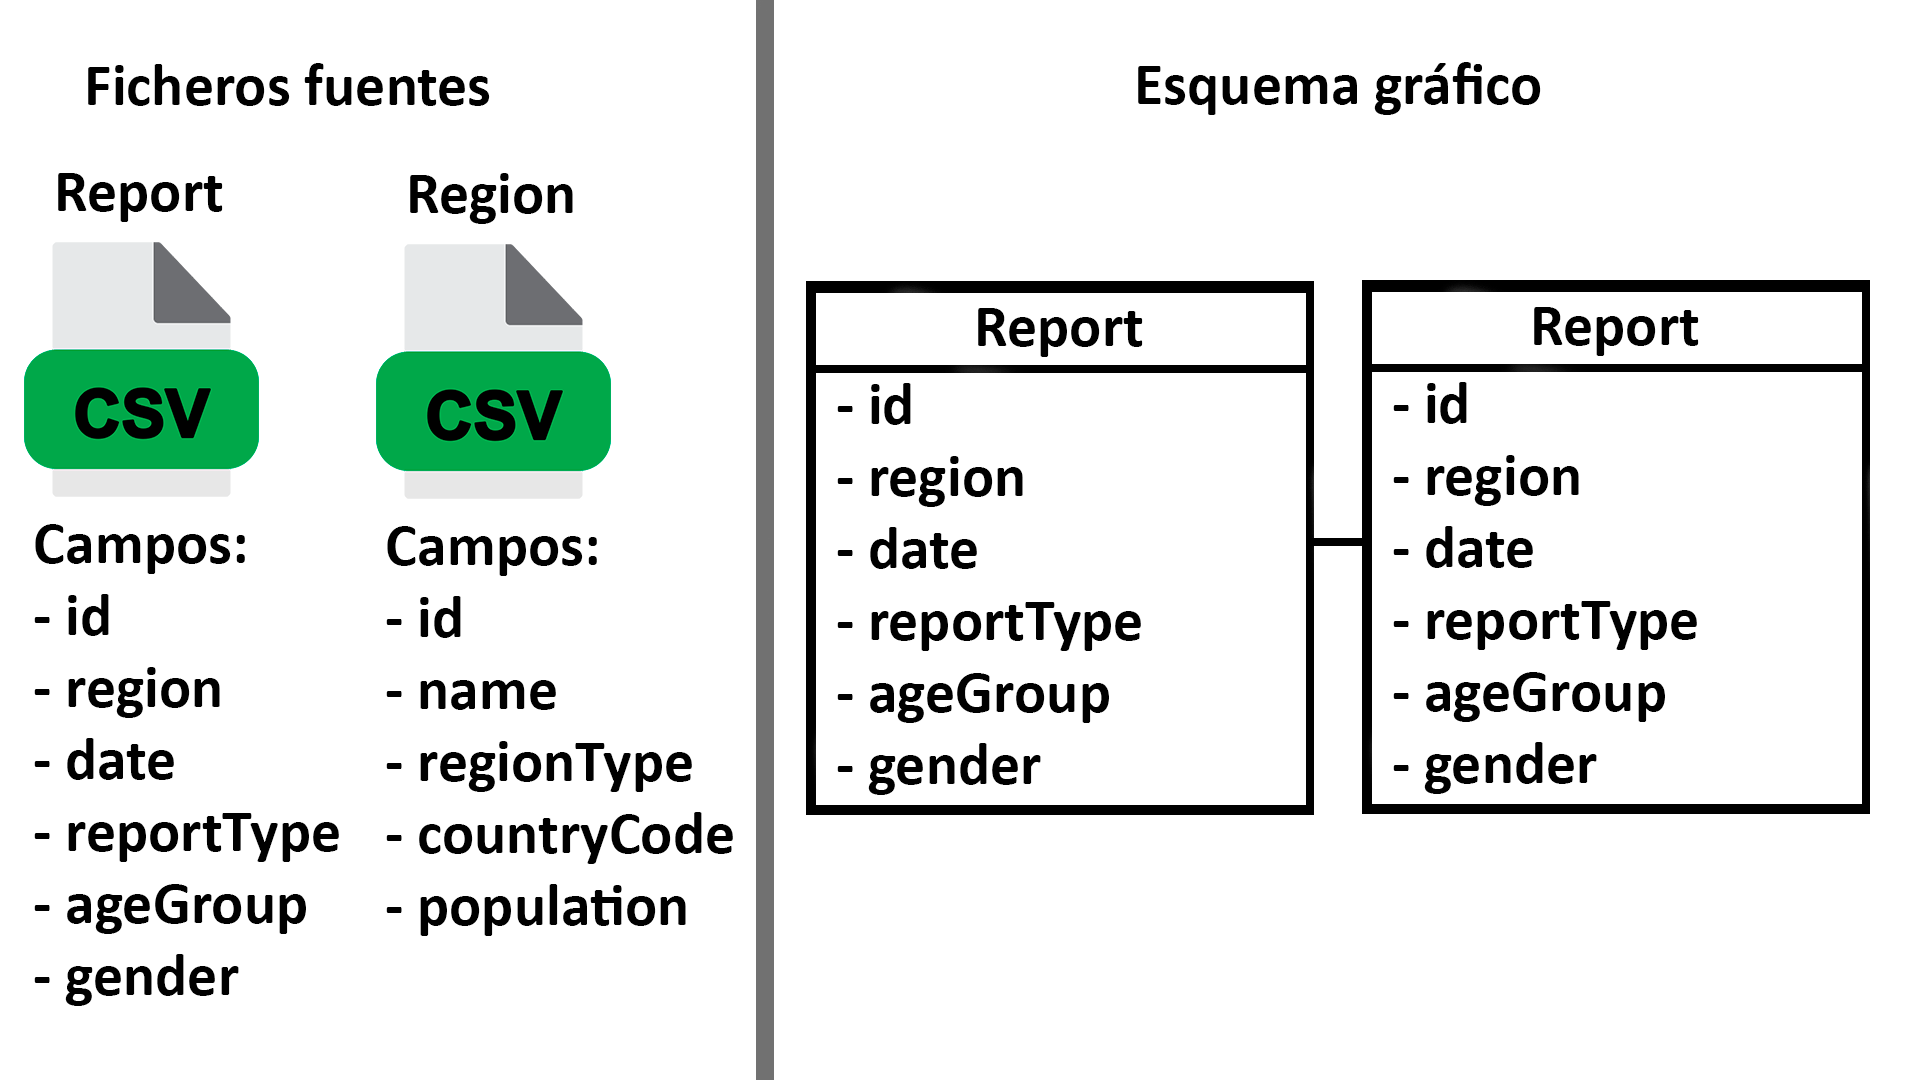 Ficheros fuentes
Report
CSV
Campos:
- id
- region
- date
- reportType
- ageGroup
- gender
Region
CSV
Campos:
- id
- name
- regionType
- countryCode
- population
Esquema gráfico
Report
- id
- region
- date
- reportType
- ageGroup
- gender
Report
- id
- region
- date
- reportType
- ageGroup
- gender